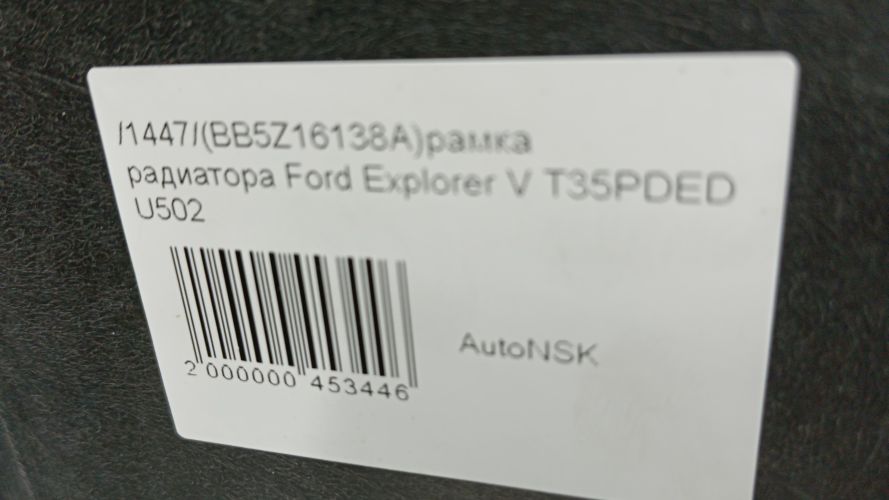 /1447/(BB5Z16138A)рамка
радиатора Ford Explorer V T35PDED
U502
AutoNSK
2 000000 453446